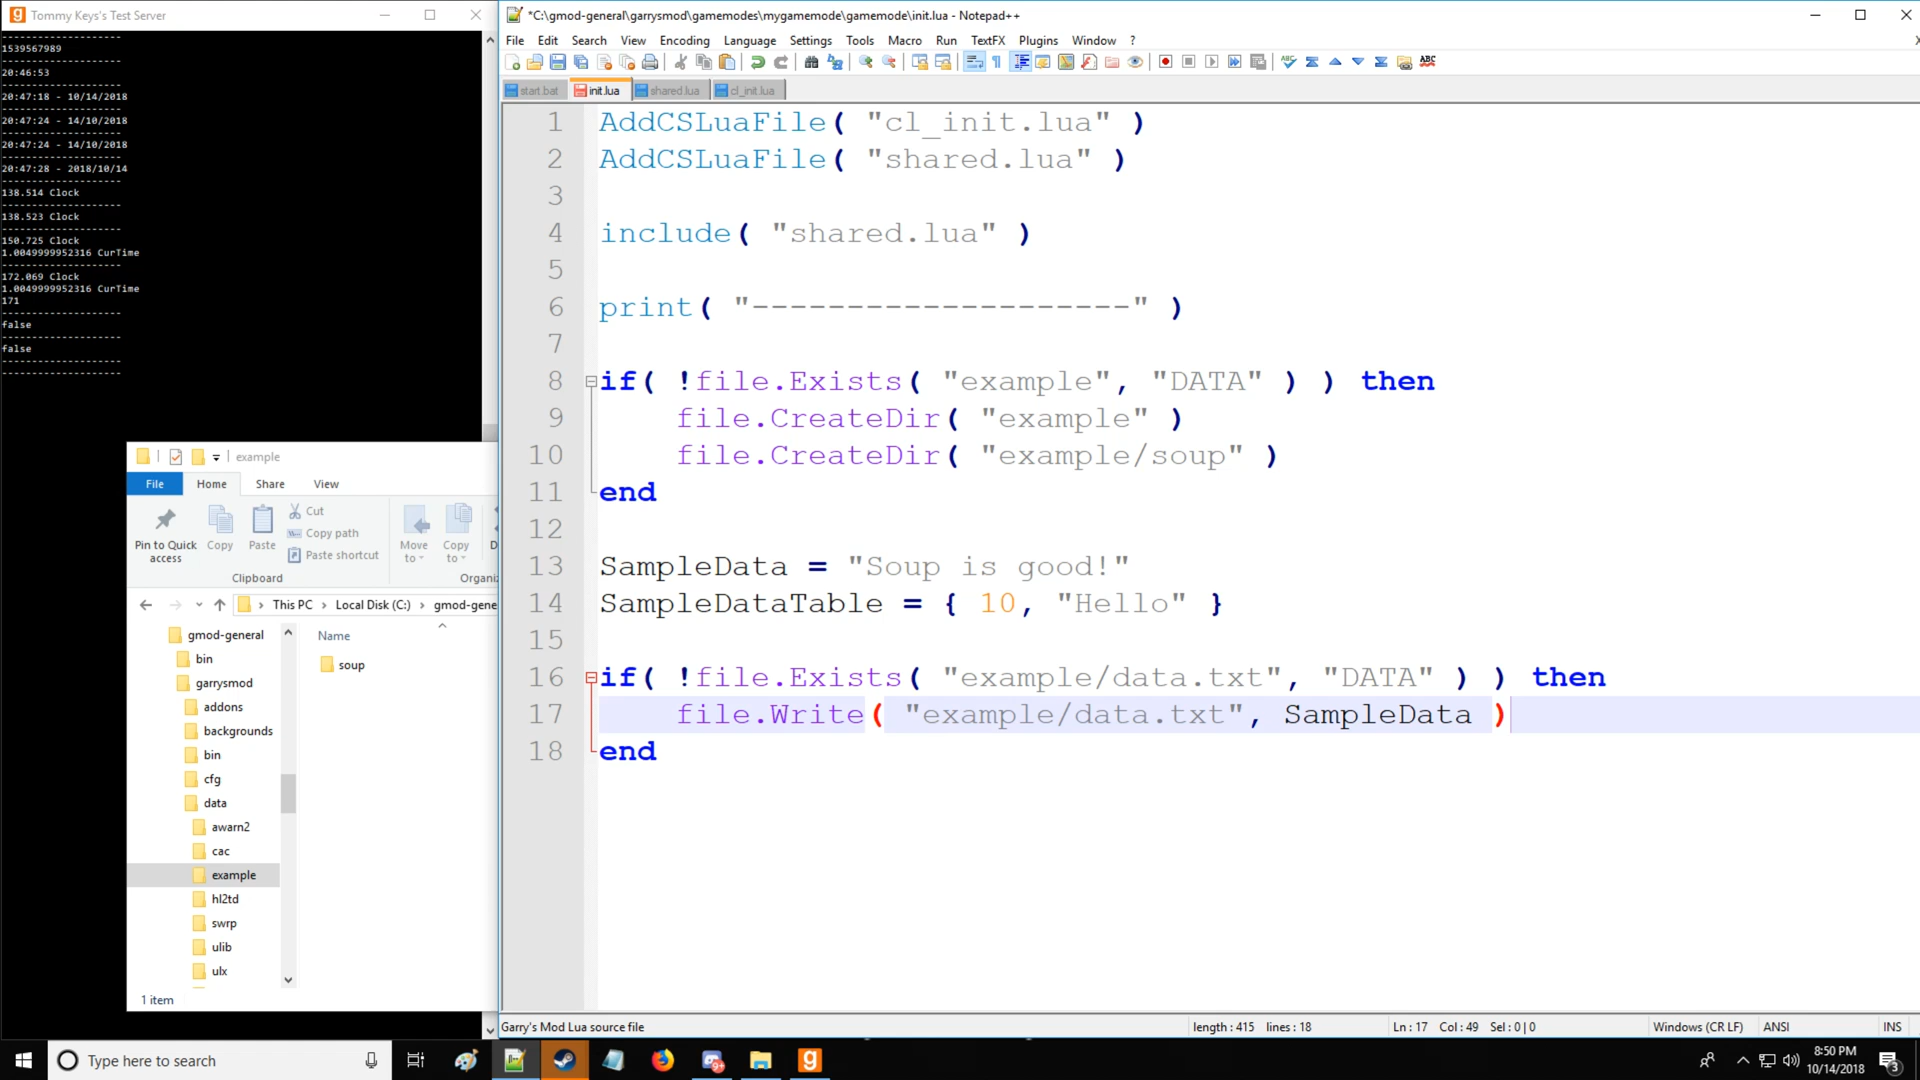 Tommy Keys's Test Server
--------------------
1539567989
--------------------
20:46:53
--------------------
20:47:18 - 10/14/2018
--------------------
20:47:24 - 14/10/2018
--------------------
20:47:24 - 14/10/2018
--------------------
20:47:28 - 2018/10/14
--------------------
138.514 Clock
--------------------
138.523 Clock
--------------------
150.725 Clock
1.0049999952316 CurTime
--------------------
172.069 Clock
1.0049999952316 CurTime
171
--------------------
false
--------------------
false
--------------------
--------------------
example
File Home Share View
Pin to Quick access
Copy
Paste
Cut
Copy path
Paste shortcut
Move to
Copy to
Clipboard
Organi
This PC > Local Disk (C:) > gmod-gene
gmod-general
bin
garrysmod
addons
backgrounds
bin
cfg
data
awarn2
cac
example
hl2td
swrp
ulib
ulx
Name
soup
1 item
*C:\gmod-general\garrysmod\gamemodes\mygamemode\gamemode\init.lua - Notepad++
File Edit Search View Encoding Language Settings Tools Macro Run TextFX Plugins Window ?
start.bat init.lua shared.lua cl_init.lua
1 AddCSLuaFile( "cl_init.lua" )
2 AddCSLuaFile( "shared.lua" )
3
4 include( "shared.lua" )
5
6 print( "--------------------" )
7
8 if( !file.Exists( "example", "DATA" ) ) then
9 file.CreateDir( "example" )
10 file.CreateDir( "example/soup" )
11 end
12
13 SampleData = "Soup is good!"
14 SampleDataTable = { 10, "Hello" }
15
16 if( !file.Exists( "example/data.txt", "DATA" ) ) then
17 file.Write( "example/data.txt", SampleData )
18 end
Garry's Mod Lua source file length : 415 lines : 18 Ln : 17 Col : 49 Sel : 0 | 0 Windows (CR LF) ANSI INS
Type here to search
8:50 PM
10/14/2018
3